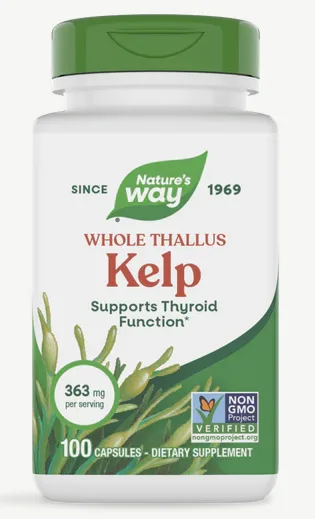 SINCE
Nature's
way®
1969
WHOLE THALLUS
Kelp
Supports Thyroid
Function*
363 mg
per serving
NON
GMO
Project
VERIFIED
nongmoproject.org
100 CAPSULES - DIETARY SUPPLEMENT